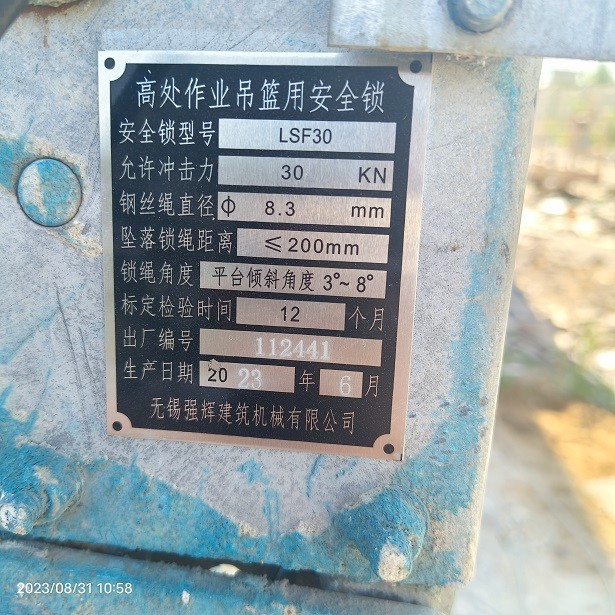 高处作业吊篮用安全锁
安全锁型号 LSF30
允许冲击力 30 KN
钢丝绳直径 ϕ 8.3 mm
坠落锁绳距离 ≤200mm
锁绳角度 平台倾斜角度 3°~8°
标定检验时间 12 个月
出厂编号 112441
生产日期 2023 年 6 月
无锡强辉建筑机械有限公司
2023/08/31 10:58